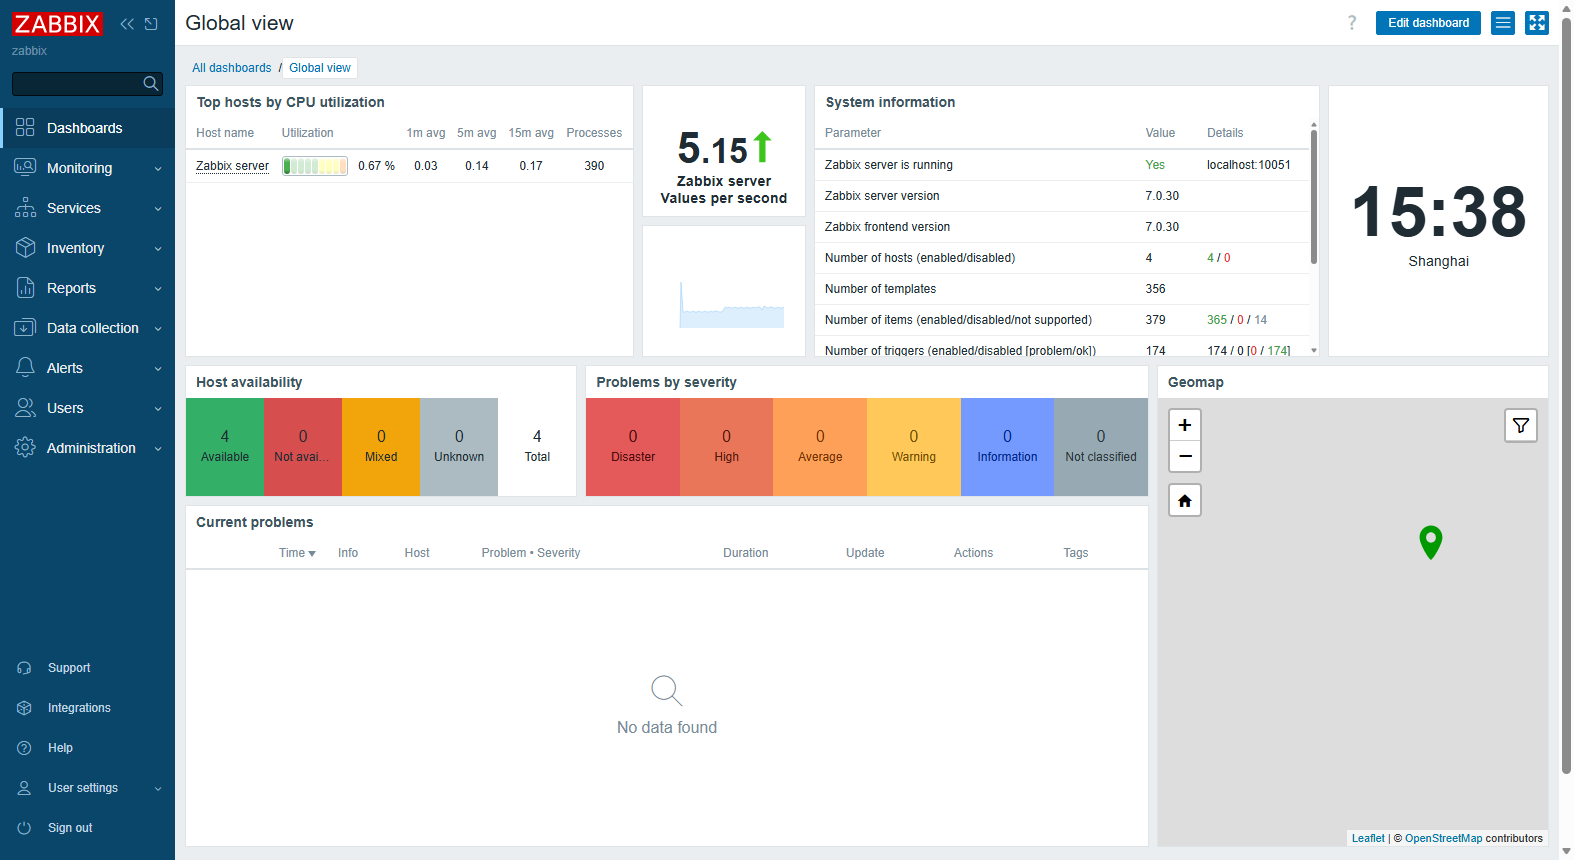 ZABBIX
zabbix
Dashboards
Monitoring
Services
Inventory
Reports
Data collection
Alerts
Users
Administration
Support
Integrations
Help
User settings
Sign out
Global view
? Edit dashboard
All dashboards / Global view
Top hosts by CPU utilization
Host name Utilization 1m avg 5m avg 15m avg Processes
Zabbix server 0.67 % 0.03 0.14 0.17 390
5.15
Zabbix server
Values per second
System information
Parameter Value Details
Zabbix server is running Yes localhost:10051
Zabbix server version 7.0.30
Zabbix frontend version 7.0.30
Number of hosts (enabled/disabled) 4 4 / 0
Number of templates 356
Number of items (enabled/disabled/not supported) 379 365 / 0 / 14
Number of triggers (enabled/disabled [problem/ok]) 174 174 / 0 [0 / 174]
15:38
Shanghai
Host availability
4 0 0 0 4
Available Not avai... Mixed Unknown Total
Problems by severity
0 0 0 0 0 0
Disaster High Average Warning Information Not classified
Geomap
+
−
Leaflet | © OpenStreetMap contributors
Current problems
Time Info Host Problem • Severity Duration Update Actions Tags
No data found